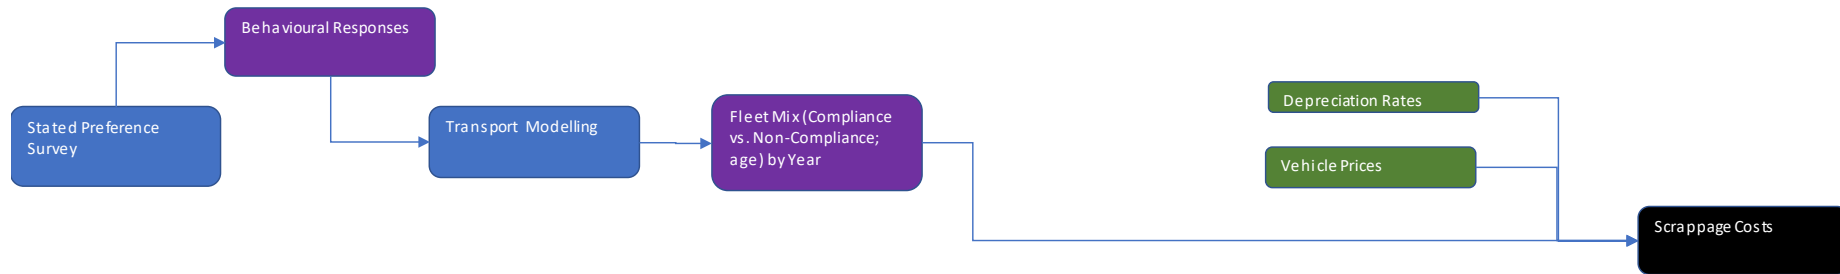 Behavioural Responses
Stated Preference
Survey
Transport Modelling
Fleet Mix (Compliance
vs. Non-Compliance;
age) by Year
Depreciation Rates
Vehicle Prices
Scrappage Costs